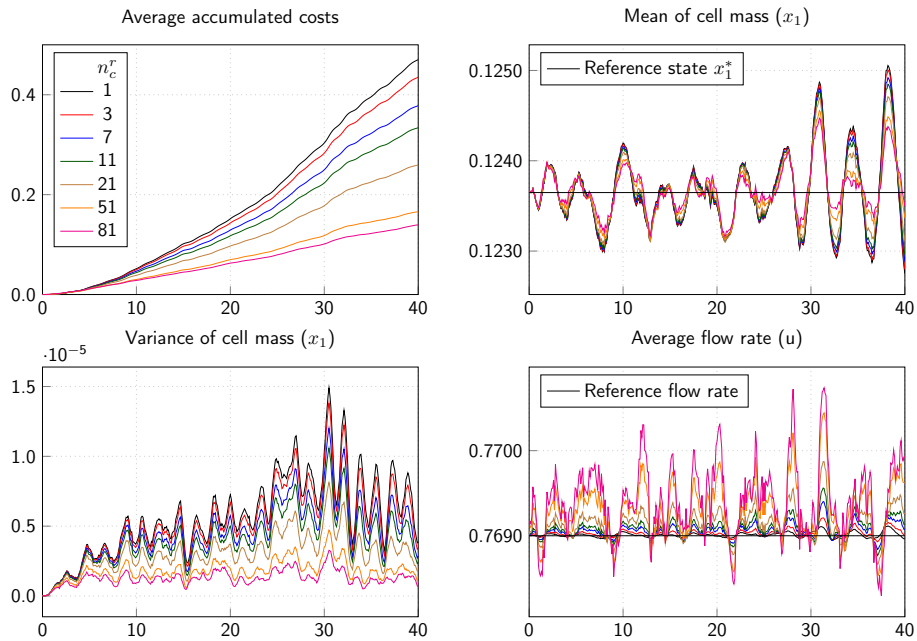 Average accumulated costs
n_c^r
1
3
7
11
21
51
81
0.4
0.2
0.0
0 10 20 30 40
Mean of cell mass (x₁)
Reference state x₁*
0.1250
0.1240
0.1230
0 10 20 30 40
Variance of cell mass (x₁)
·10⁻⁵
1.5
1.0
0.5
0.0
0 10 20 30 40
Average flow rate (u)
Reference flow rate
0.7700
0.7690
0 10 20 30 40